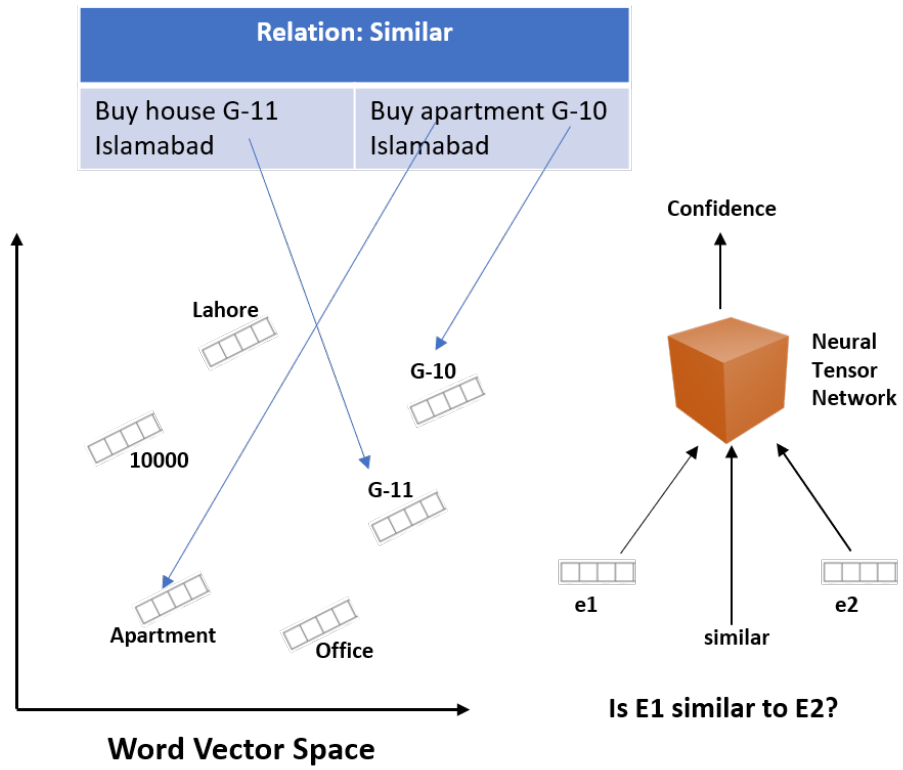 Relation: Similar
Buy house G-11
Islamabad
Buy apartment G-10
Islamabad
Confidence
Lahore
Neural
Tensor
Network
G-10
10000
G-11
e1
e2
Apartment
Office
similar
Is E1 similar to E2?
Word Vector Space